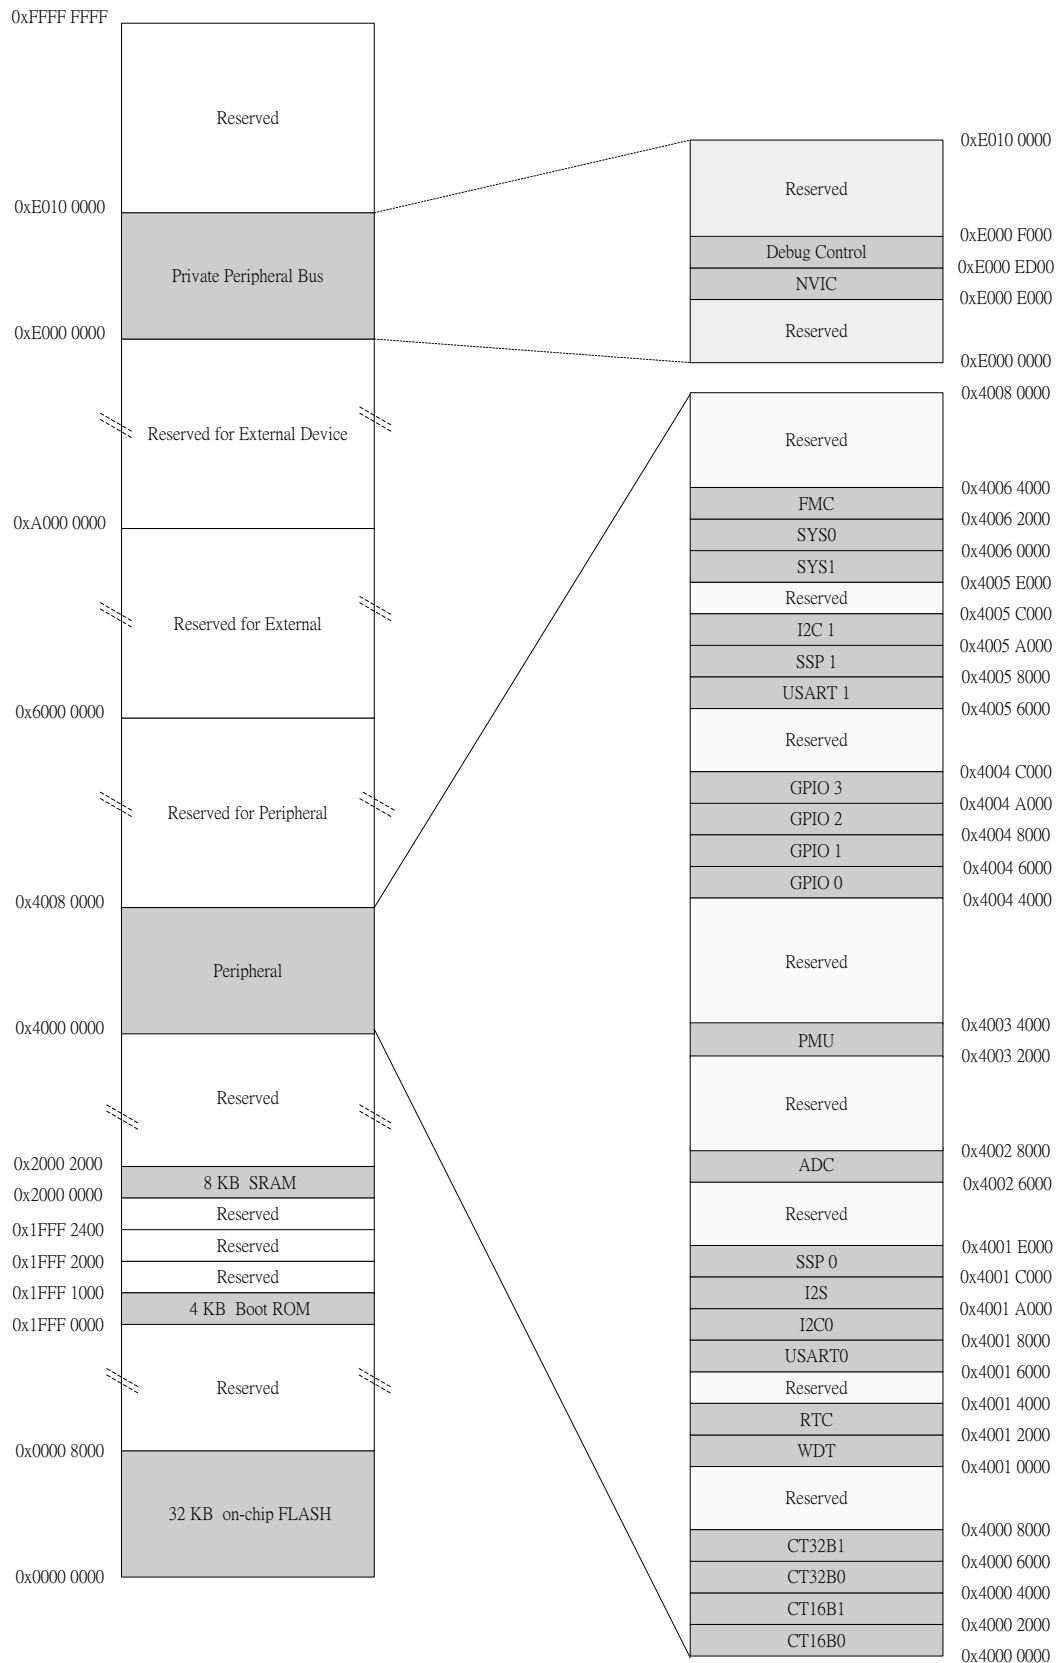 0xFFFF FFFF
Reserved
0xE010 0000
Private Peripheral Bus
0xE000 0000
Reserved for External Device
0xA000 0000
Reserved for External
0x6000 0000
Reserved for Peripheral
0x4008 0000
Peripheral
0x4000 0000
Reserved
0x2000 2000
8 KB SRAM
0x2000 0000
Reserved
0x1FFF 2400
Reserved
0x1FFF 2000
Reserved
0x1FFF 1000
4 KB Boot ROM
0x1FFF 0000
Reserved
0x0000 8000
32 KB on-chip FLASH
0x0000 0000
0xE010 0000
Reserved
0xE000 F000
Debug Control
0xE000 ED00
NVIC
0xE000 E000
Reserved
0xE000 0000
0x4008 0000
Reserved
0x4006 4000
FMC
0x4006 2000
SYS0
0x4006 0000
SYS1
0x4005 E000
Reserved
0x4005 C000
I2C 1
0x4005 A000
SSP 1
0x4005 8000
USART 1
0x4005 6000
Reserved
0x4004 C000
GPIO 3
0x4004 A000
GPIO 2
0x4004 8000
GPIO 1
0x4004 6000
GPIO 0
0x4004 4000
Reserved
0x4003 4000
PMU
0x4003 2000
Reserved
0x4002 8000
ADC
0x4002 6000
Reserved
0x4001 E000
SSP 0
0x4001 C000
I2S
0x4001 A000
I2C0
0x4001 8000
USART0
0x4001 6000
Reserved
0x4001 4000
RTC
0x4001 2000
WDT
0x4001 0000
Reserved
0x4000 8000
CT32B1
0x4000 6000
CT32B0
0x4000 4000
CT16B1
0x4000 2000
CT16B0
0x4000 0000